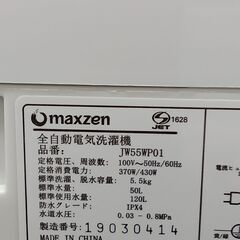 maxzen
S
JET
1628
全自動電気洗濯機
品番: JW55WP01
定格電圧、周波数: 100V～50Hz/60Hz
定格消費電力: 370W/430W
標準洗濯、脱水容量: 5.5kg
標準水量: 50L
標準使用水量: 120L
防水グレード: IPX4
水道水圧: 0.03 - 0.8MPa
製造番号: 19030414
MADE IN CHINA
電流ヒュ